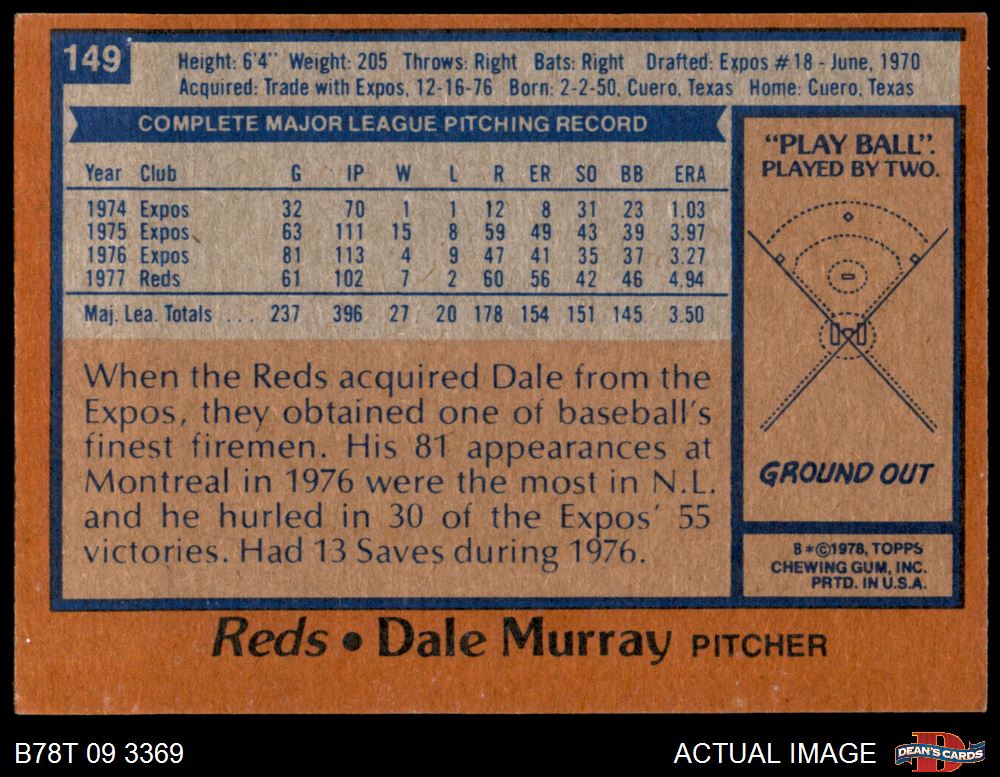 149
Height: 6'4" Weight: 205 Throws: Right Bats: Right Drafted: Expos #18 - June, 1970
Acquired: Trade with Expos, 12-16-76 Born: 2-2-50, Cuero, Texas Home: Cuero, Texas
COMPLETE MAJOR LEAGUE PITCHING RECORD
Year Club G IP W L R ER SO BB ERA
1974 Expos 32 70 1 1 12 8 31 23 1.03
1975 Expos 63 111 15 8 59 49 43 39 3.97
1976 Expos 81 113 4 9 47 41 35 37 3.27
1977 Reds 61 102 7 2 60 56 42 46 4.94
Maj. Lea. Totals ... 237 396 27 20 178 154 151 145 3.50
When the Reds acquired Dale from the
Expos, they obtained one of baseball's
finest firemen. His 81 appearances at
Montreal in 1976 were the most in N.L.
and he hurled in 30 of the Expos' 55
victories. Had 13 Saves during 1976.
"PLAY BALL".
PLAYED BY TWO.
GROUND OUT
B*©1978, TOPPS
CHEWING GUM, INC.
PRTD. IN U.S.A.
Reds • Dale Murray PITCHER
B78T 09 3369
ACTUAL IMAGE
DEAN'S CARDS